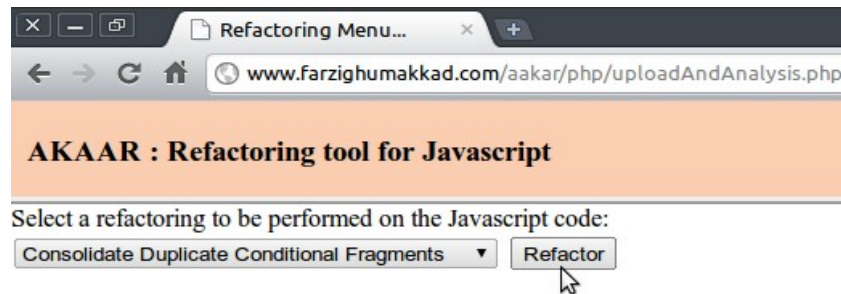 Refactoring Menu...
www.farzighumakkad.com/aakar/php/uploadAndAnalysis.php
AKAAR : Refactoring tool for Javascript
Select a refactoring to be performed on the Javascript code:
Consolidate Duplicate Conditional Fragments Refactor